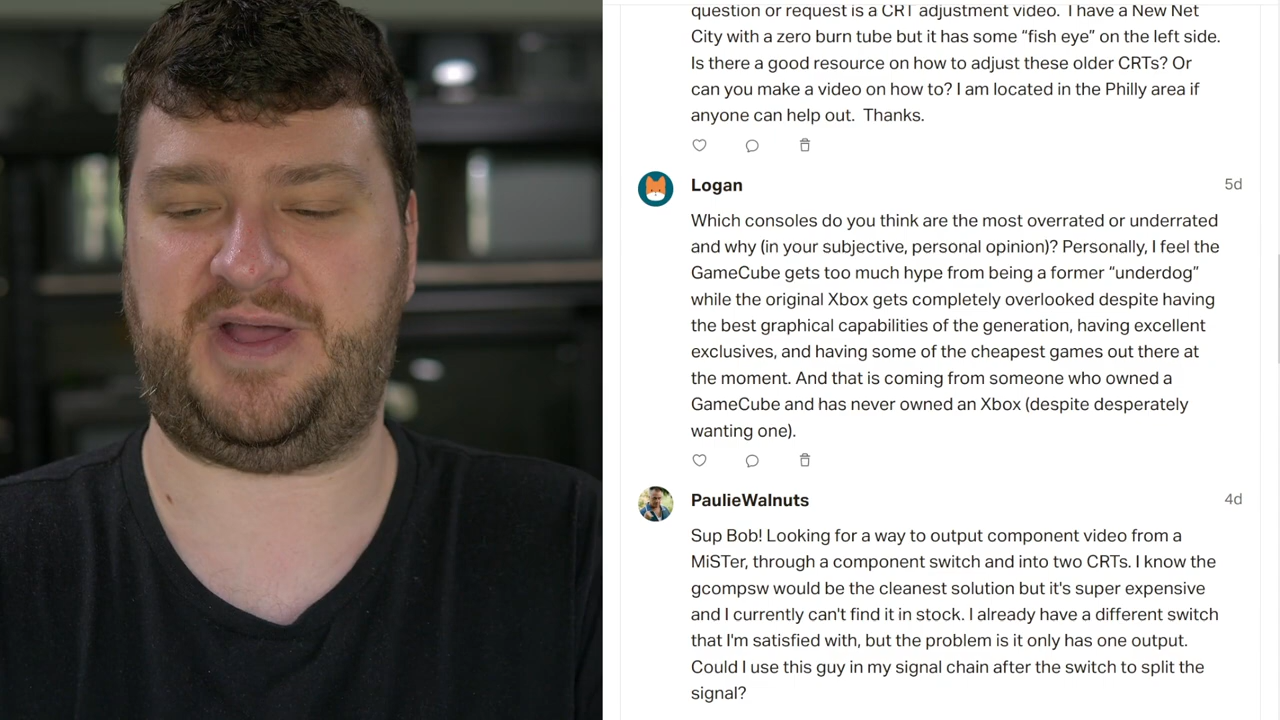 question or request is a CRT adjustment video.  I have a New Net
City with a zero burn tube but it has some “fish eye” on the left side.
Is there a good resource on how to adjust these older CRTs? Or
can you make a video on how to? I am located in the Philly area if
anyone can help out.  Thanks.
Logan 5d
Which consoles do you think are the most overrated or underrated
and why (in your subjective, personal opinion)? Personally, I feel the
GameCube gets too much hype from being a former “underdog”
while the original Xbox gets completely overlooked despite having
the best graphical capabilities of the generation, having excellent
exclusives, and having some of the cheapest games out there at
the moment. And that is coming from someone who owned a
GameCube and has never owned an Xbox (despite desperately
wanting one).
PaulieWalnuts 4d
Sup Bob! Looking for a way to output component video from a
MiSTer, through a component switch and into two CRTs. I know the
gcompsw would be the cleanest solution but it's super expensive
and I currently can't find it in stock. I already have a different switch
that I'm satisfied with, but the problem is it only has one output.
Could I use this guy in my signal chain after the switch to split the
signal?